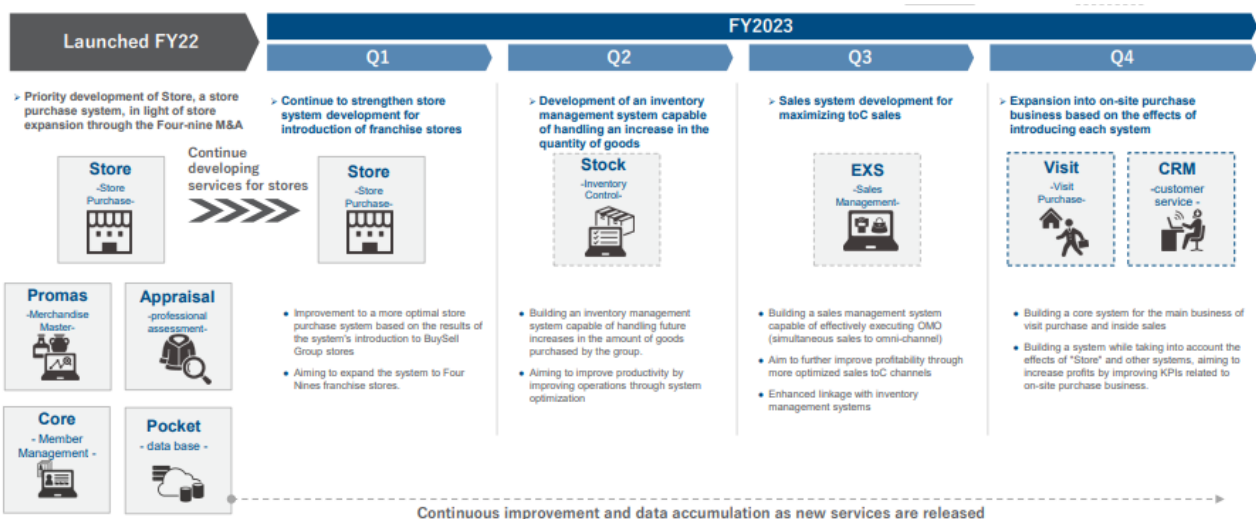 Launched FY22
FY2023
Q1
Q2
Q3
Q4
➢ Priority development of Store, a store
purchase system, in light of store
expansion through the Four-nine M&A
Store
-Store
Purchase-
Continue
developing
services for stores
Promas
-Merchandise
Master-
Appraisal
-professional
assessment-
Core
- Member
Management -
Pocket
- data base -
➢ Continue to strengthen store
system development for
introduction of franchise stores
Store
-Store
Purchase-
● Improvement to a more optimal store
purchase system based on the results of
the system's introduction to BuySell
Group stores
● Aiming to expand the system to Four
Nines franchise stores.
➢ Development of an inventory
management system capable
of handling an increase in the
quantity of goods
Stock
-Inventory
Control-
● Building an inventory management
system capable of handling future
increases in the amount of goods
purchased by the group.
● Aiming to improve productivity by
improving operations through system
optimization
➢ Sales system development for
maximizing toC sales
EXS
-Sales
Management-
● Building a sales management system
capable of effectively executing OMO
(simultaneous sales to omni-channel)
● Aim to further improve profitability through
more optimized sales toC channels
● Enhanced linkage with inventory
management systems
➢ Expansion into on-site purchase
business based on the effects of
introducing each system
Visit
-Visit
Purchase-
CRM
-customer
service -
● Building a core system for the main business of
visit purchase and inside sales
● Building a system while taking into account the
effects of "Store" and other systems, aiming to
increase profits by improving KPIs related to
on-site purchase business.
Continuous improvement and data accumulation as new services are released